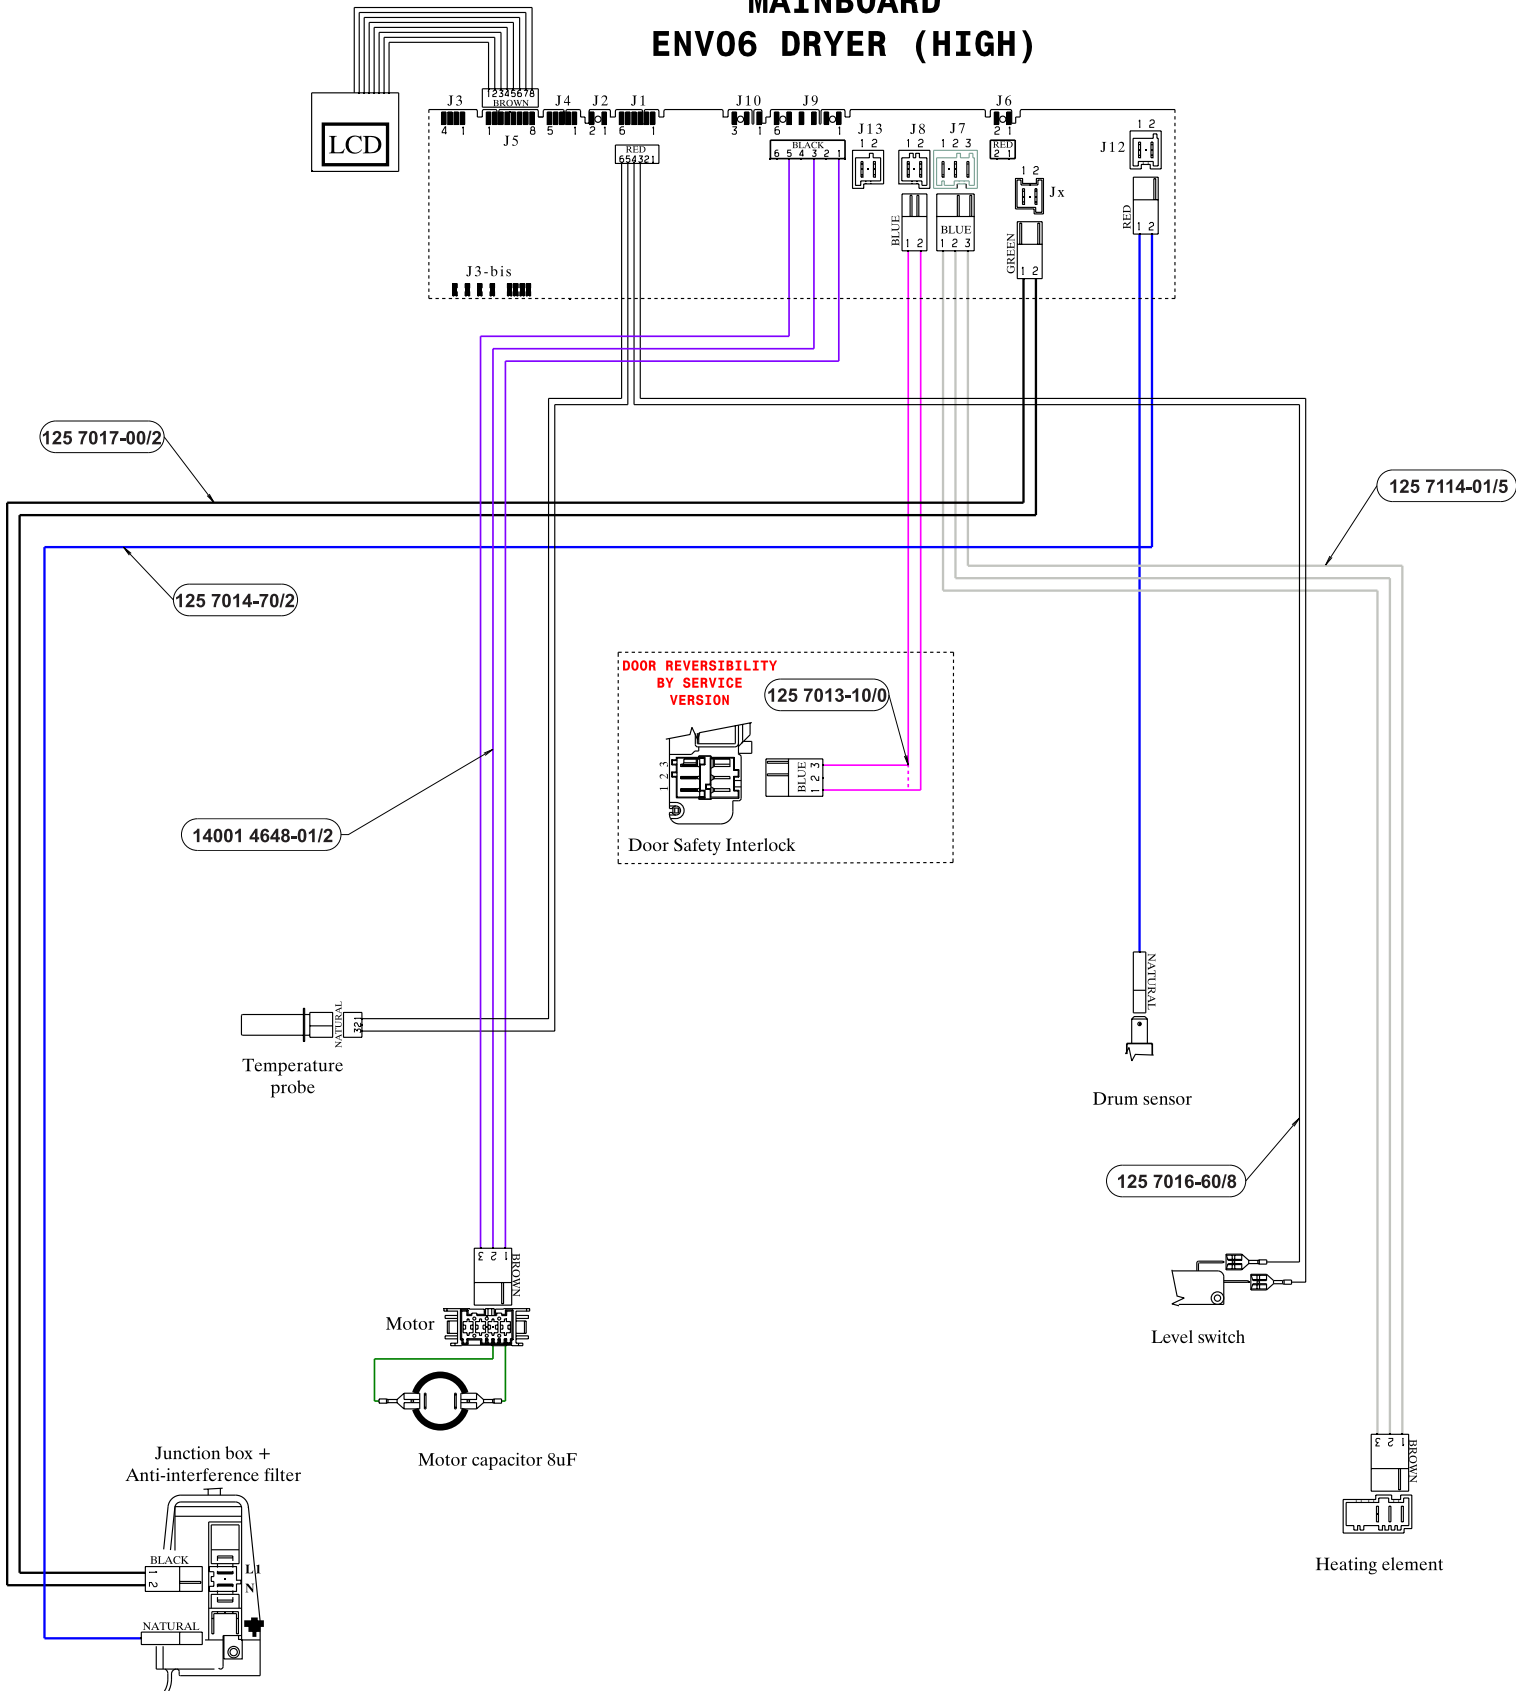 MAINBOARD
ENV06 DRYER (HIGH)
12345678
BROWN
J3
J4
J2
J1
J10
J9
J6
4 1
1 8
5 1
2 1
6 1
3 1
6 1
2 1
J5
J13
J8
J7
J12
1 2
1 2
1 2
1 2 3
LCD
RED
654321
BLACK
6 5 4 3 2 1
RED
2 1
1 2
Jx
BLUE
1 2
BLUE
1 2 3
GREEN
1 2
RED
1 2
J3-bis
125 7017-00/2
125 7114-01/5
125 7014-70/2
DOOR REVERSIBILITY
BY SERVICE
VERSION
125 7013-10/0
1 2 3
BLUE
1 2 3
Door Safety Interlock
14001 4648-01/2
NATURAL
NATURAL
321
Temperature
probe
Drum sensor
125 7016-60/8
3 2 1
BROWN
Motor
Level switch
Motor capacitor 8uF
3 2 1
BROWN
Junction box +
Anti-interference filter
Heating element
BLACK
1
2
L1
N
NATURAL